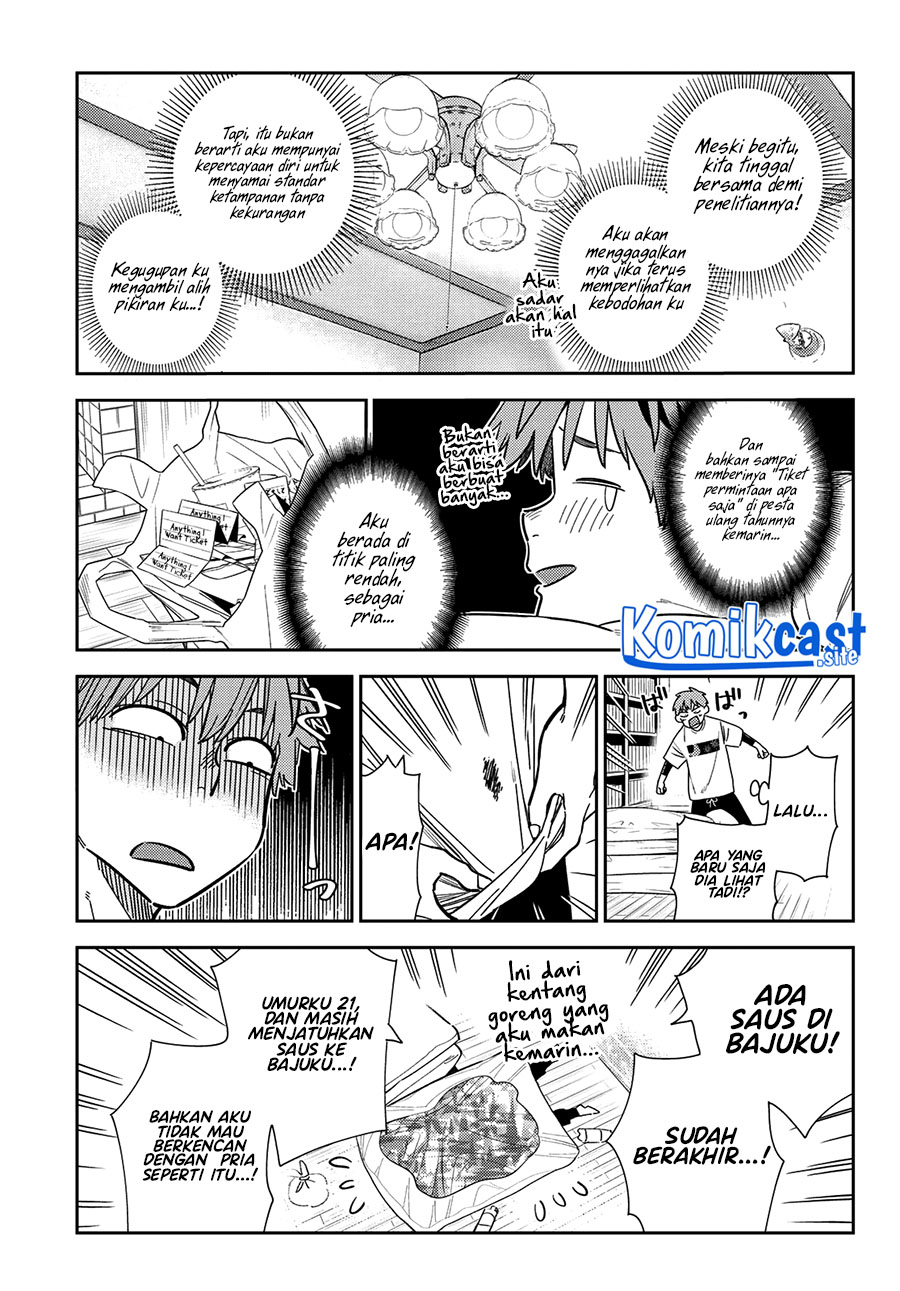 Meski begitu,
kita tinggal
bersama demi
penelitiannya!
Aku akan
menggagalkan
nya jika terus
memperlihatkan
kebodohan ku
Aku
sadar
akan hal
itu
Tapi, itu bukan
berarti aku mempunyai
kepercayaan diri untuk
menyamai standar
ketampanan tanpa
kekurangan
Kegugupan ku
mengambil alih
pikiran ku...!
Dan
bahkan sampai
memberinya "Tiket
permintaan apa
saja" di pesta
ulang tahunnya
kemarin...
Bukan
berarti
aku bisa
berbuat
banyak...
Aku
berada di
titik paling
rendah,
sebagai
pria...
Anything I
Want Ticket
Anything I
Want Ticket
Anything I
Want Ticket
Komikcast
.site
ばばっ
LALU...
APA YANG
BARU SAJA
DIA LIHAT
TADI!?
APA!
ADA
SAUS DI
BAJUKU!
SUDAH
BERAKHIR...!
Ini dari
kentang
goreng yang
aku makan
kemarin...
UMURKU 21,
DAN MASIH
MENJATUHKAN
SAUS KE
BAJUKU...!
BAHKAN AKU
TIDAK MAU
BERKENCAN
DENGAN PRIA
SEPERTI ITU...!